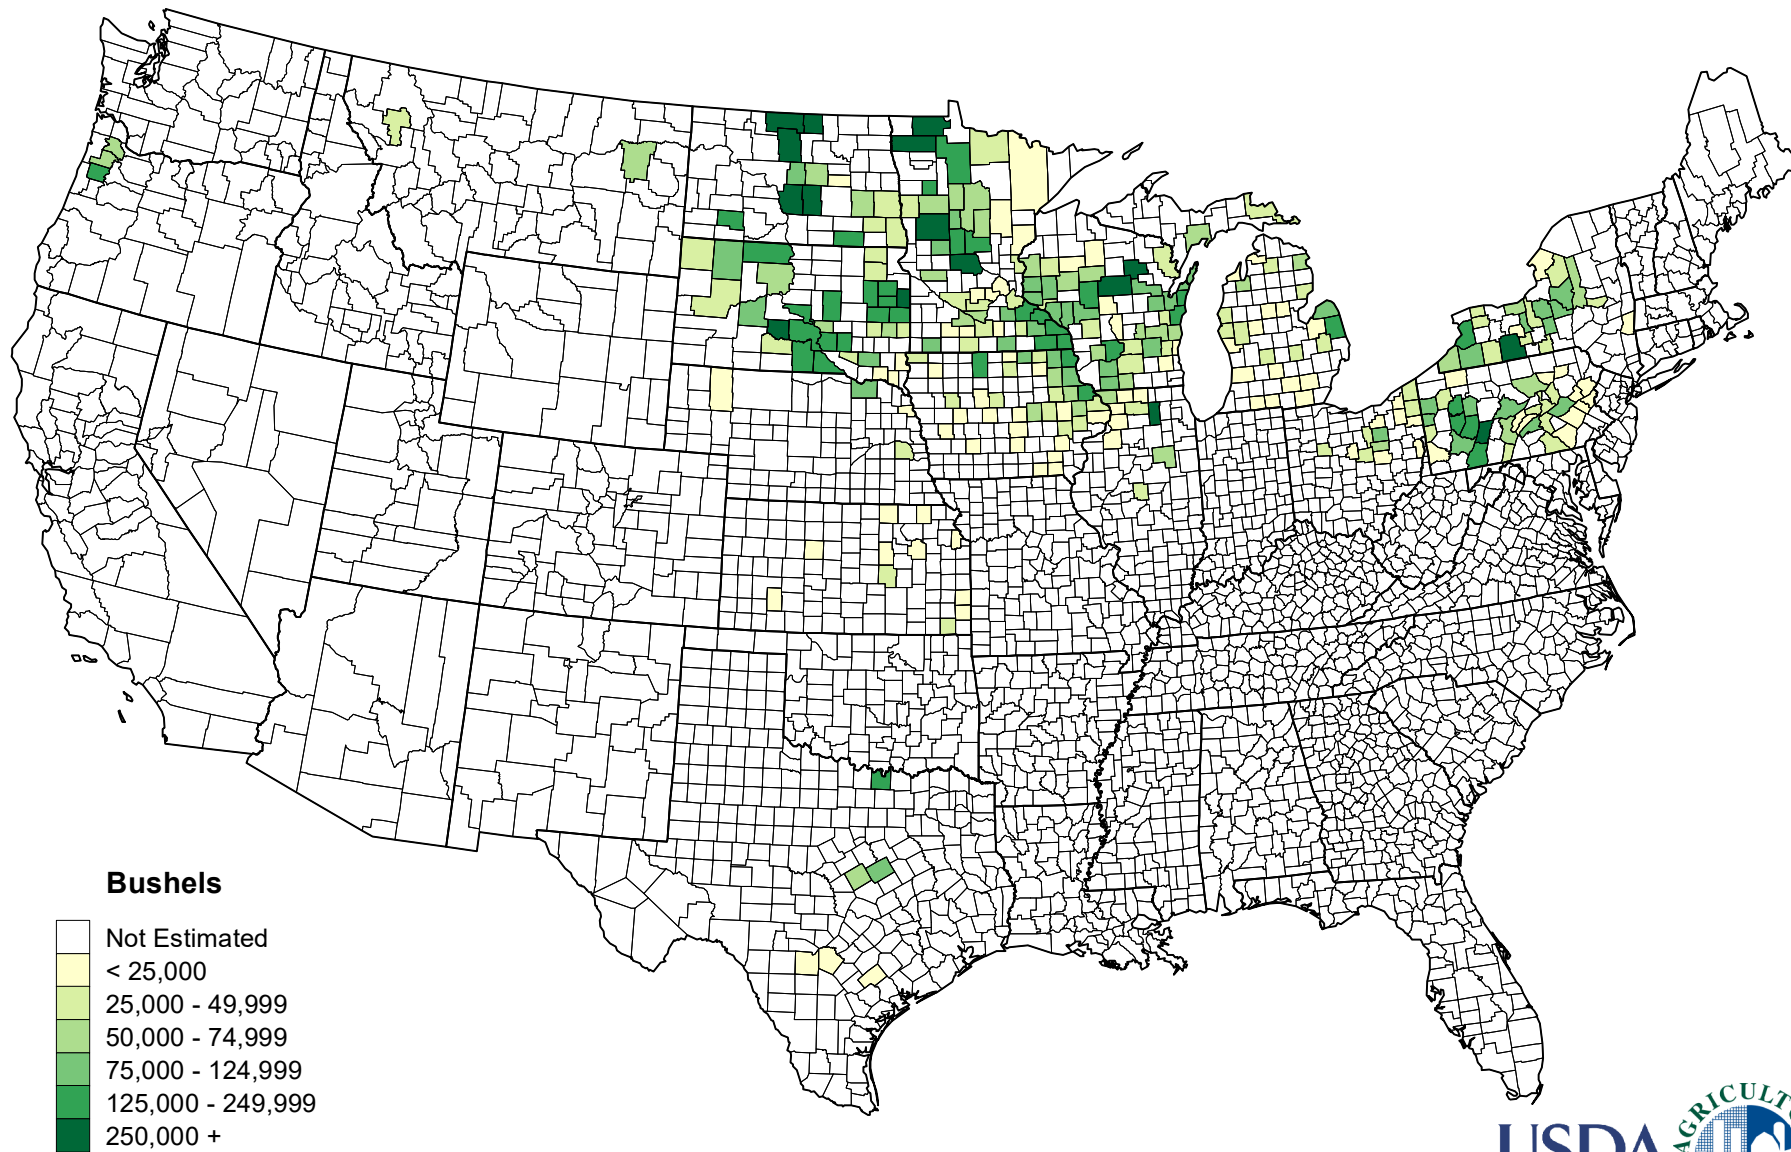 Bushels
Not Estimated
< 25,000
25,000 - 49,999
50,000 - 74,999
75,000 - 124,999
125,000 - 249,999
250,000 +
USDA